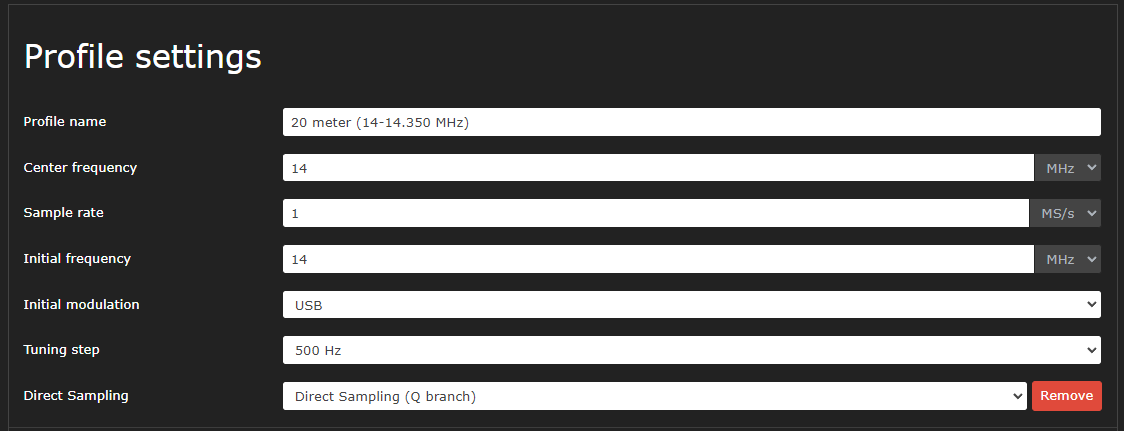 Profile settings
Profile name 20 meter (14-14.350 MHz)
Center frequency 14 MHz
Sample rate 1 MS/s
Initial frequency 14 MHz
Initial modulation USB
Tuning step 500 Hz
Direct Sampling Direct Sampling (Q branch) Remove